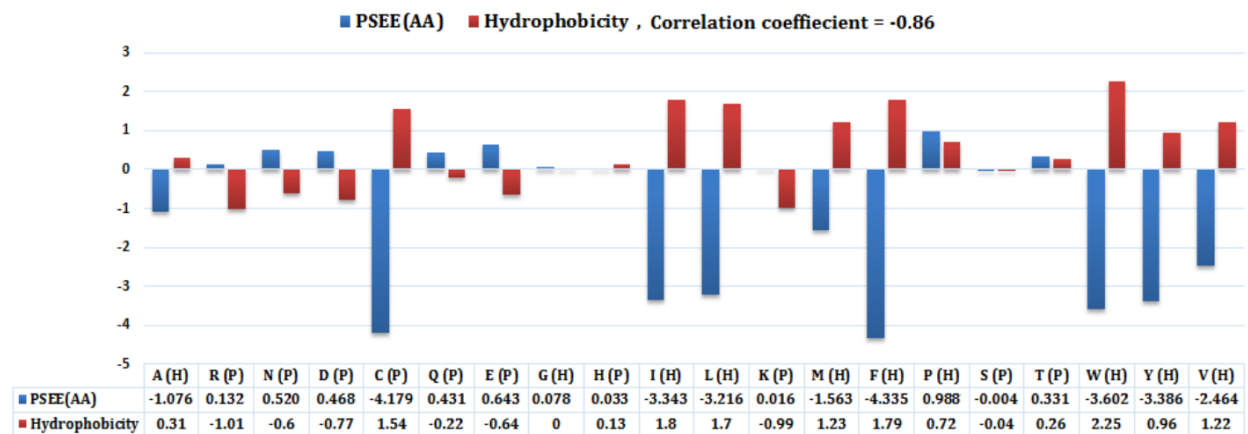 PSEE(AA) Hydrophobicity , Correlation coeffiecient = -0.86
3
2
1
0
-1
-2
-3
-4
-5
A (H) R (P) N (P) D (P) C (P) Q (P) E (P) G (H) H (P) I (H) L (H) K (P) M (H) F (H) P (H) S (P) T (P) W (H) Y (H) V (H)
PSEE(AA) -1.076 0.132 0.520 0.468 -4.179 0.431 0.643 0.078 0.033 -3.343 -3.216 0.016 -1.563 -4.335 0.988 -0.004 0.331 -3.602 -3.386 -2.464
Hydrophobicity 0.31 -1.01 -0.6 -0.77 1.54 -0.22 -0.64 0 0.13 1.8 1.7 -0.99 1.23 1.79 0.72 -0.04 0.26 2.25 0.96 1.22